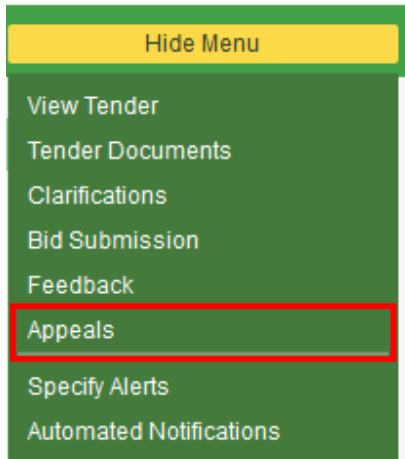 Hide Menu
View Tender
Tender Documents
Clarifications
Bid Submission
Feedback
Appeals
Specify Alerts
Automated Notifications